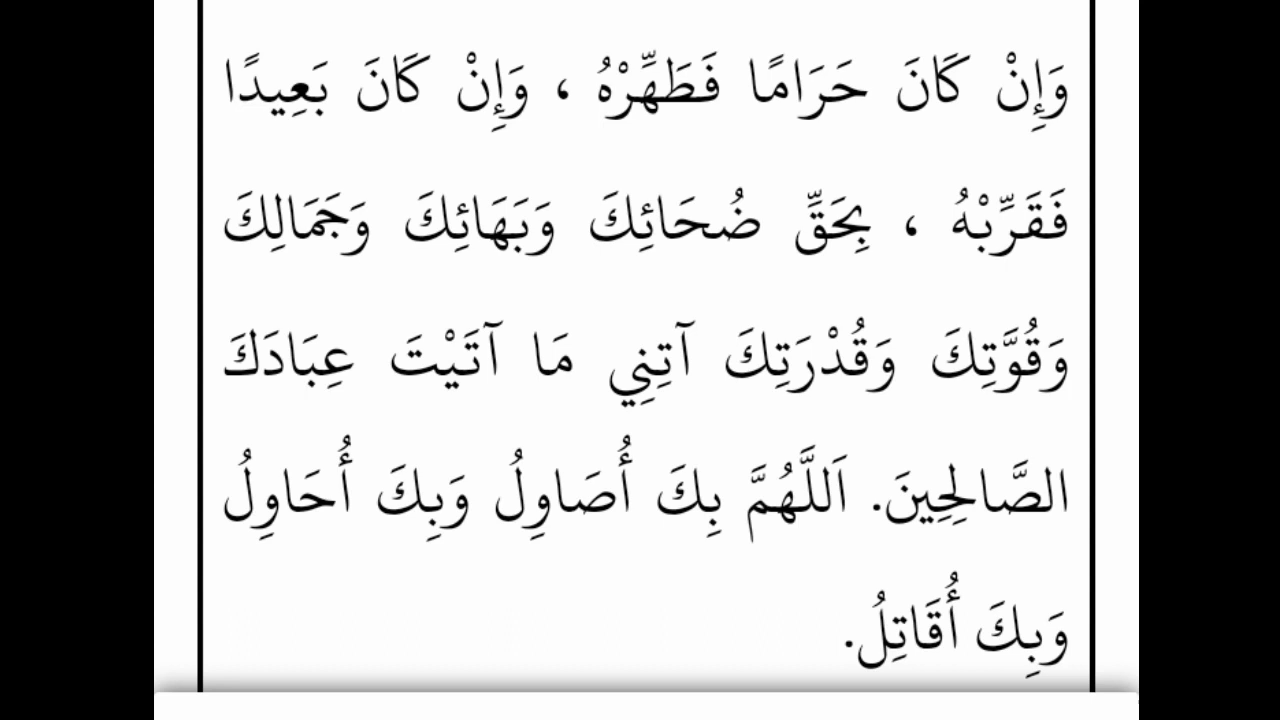 وَإِنْ كَانَ حَرَامًا فَطَهِّرْهُ ، وَإِنْ كَانَ بَعِيدًا
فَقَرِّبْهُ ، بِحَقِّ ضُحَائِكَ وَبَهَائِكَ وَجَمَالِكَ
وَقُوَّتِكَ وَقُدْرَتِكَ آتِنِي مَا آتَيْتَ عِبَادَكَ
الصَّالِحِينَ. اَللَّهُمَّ بِكَ أُصَاوِلُ وَبِكَ أُحَاوِلُ
وَبِكَ أُقَاتِلُ.